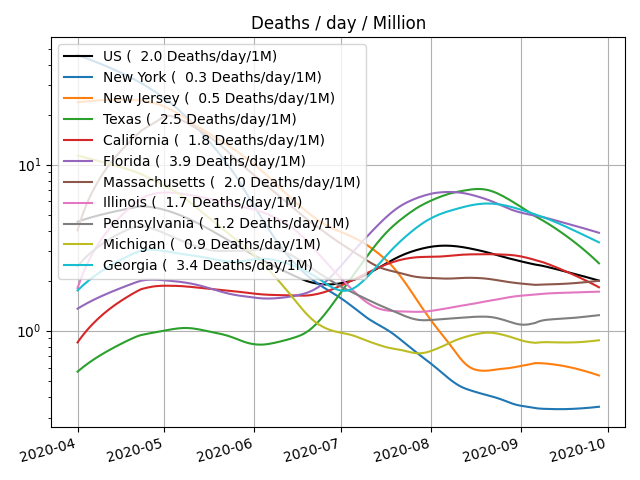 Deaths / day / Million
US (  2.0 Deaths/day/1M)
New York (  0.3 Deaths/day/1M)
New Jersey (  0.5 Deaths/day/1M)
Texas (  2.5 Deaths/day/1M)
California (  1.8 Deaths/day/1M)
Florida (  3.9 Deaths/day/1M)
Massachusetts (  2.0 Deaths/day/1M)
Illinois (  1.7 Deaths/day/1M)
Pennsylvania (  1.2 Deaths/day/1M)
Michigan (  0.9 Deaths/day/1M)
Georgia (  3.4 Deaths/day/1M)
10¹
10⁰
2020-04 2020-05 2020-06 2020-07 2020-08 2020-09 2020-10